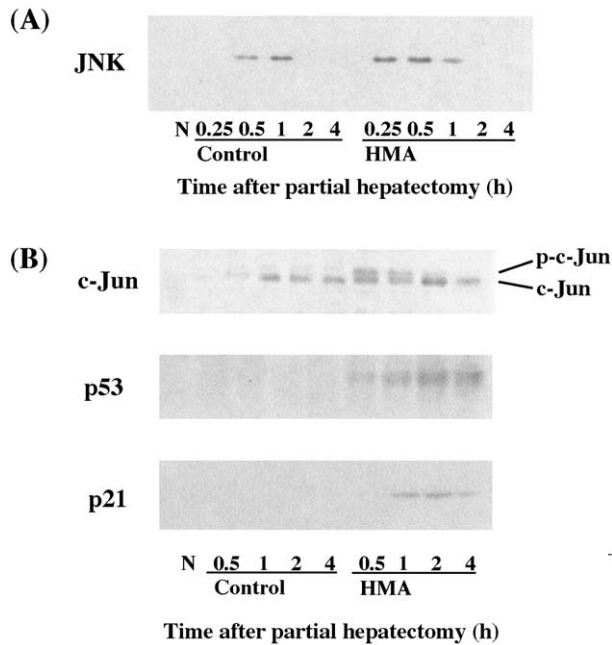 (A)
JNK
N 0.25 0.5 1 2 4 0.25 0.5 1 2 4
Control HMA
Time after partial hepatectomy (h)
(B)
c-Jun
p-c-Jun
c-Jun
p53
p21
N 0.5 1 2 4 0.5 1 2 4
Control HMA
Time after partial hepatectomy (h)